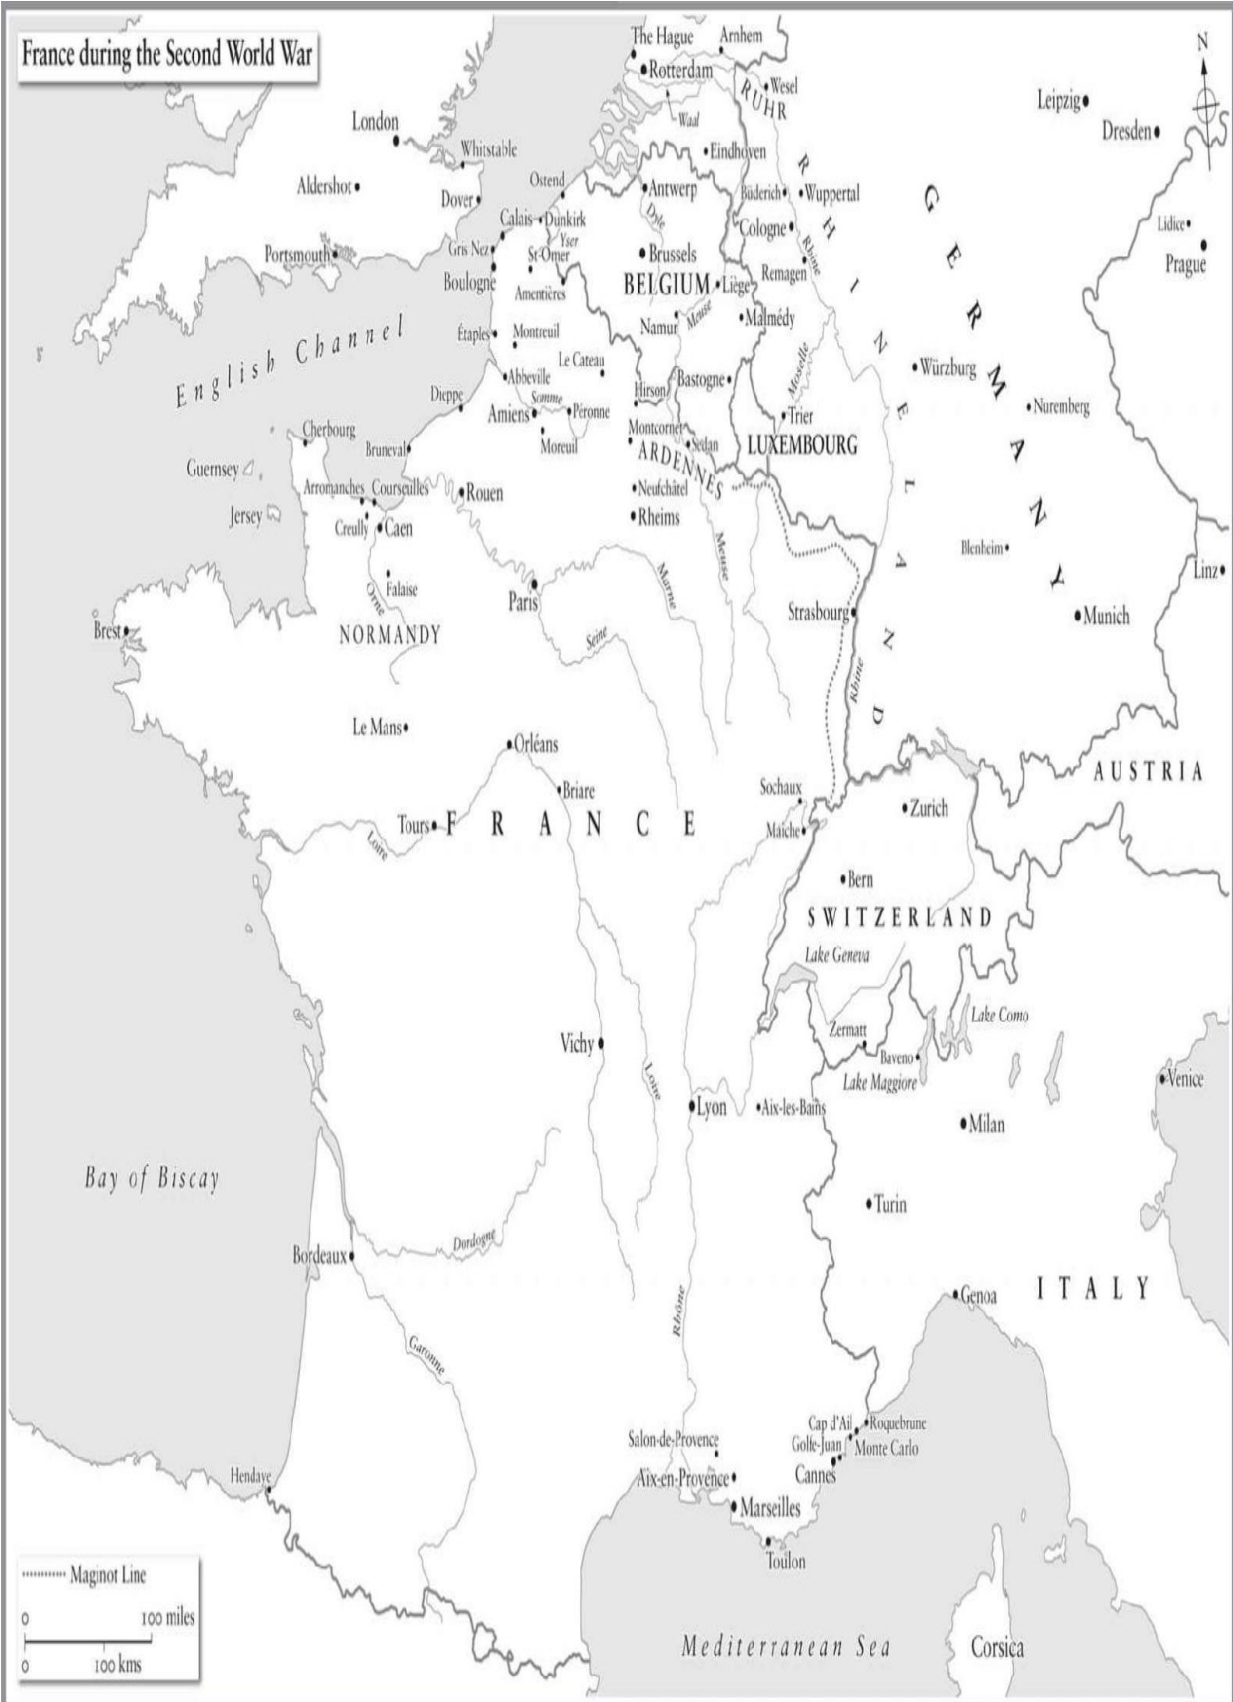 France during the Second World War
The Hague
Arnhem
Rotterdam
Wesel
RUHR
Waal
N
Leipzig
Dresden
London
Whitstable
Eindhoven
Aldershot
Dover
Ostend
Antwerp
Büderich
Wuppertal
RHINELAND
GERMANY
Lidice
Prague
Calais
Dunkirk
Yser
Dyle
Cologne
Rhine
Portsmouth
Gris Nez
St-Omer
Brussels
Remagen
Boulogne
Amentières
BELGIUM
Liège
Namur
Meuse
Malmédy
English Channel
Étaples
Montreuil
Le Cateau
Moselle
Würzburg
Abbeville
Hirson
Bastogne
Nuremberg
Dieppe
Somme
Amiens
Péronne
Trier
Cherbourg
Bruneval
Moreuil
Montcornet
Sedan
LUXEMBOURG
ARDENNES
Guernsey
Arromanches
Courseulles
Rouen
Neufchâtel
Jersey
Creully
Caen
Rheims
Meuse
Blenheim
Linz
Falaise
Orne
Paris
Marne
Strasbourg
Munich
Brest
NORMANDY
Seine
Rhine
Le Mans
Orléans
AUSTRIA
Briare
Sochaux
Zurich
Tours
FRANCE
Maiche
Loire
Bern
SWITZERLAND
Lake Geneva
Lake Como
Zermatt
Baveno
Lake Maggiore
Vichy
Loire
Venice
Lyon
Aix-les-Bains
Milan
Bay of Biscay
Turin
Dordogne
Bordeaux
ITALY
Genoa
Rhône
Garonne
Cap d'Ail
Roquebrune
Salon-de-Provence
Golfe-Juan
Monte Carlo
Hendaye
Aix-en-Provence
Cannes
Marseilles
Toulon
Maginot Line
0 100 miles
0 100 kms
Mediterranean Sea
Corsica